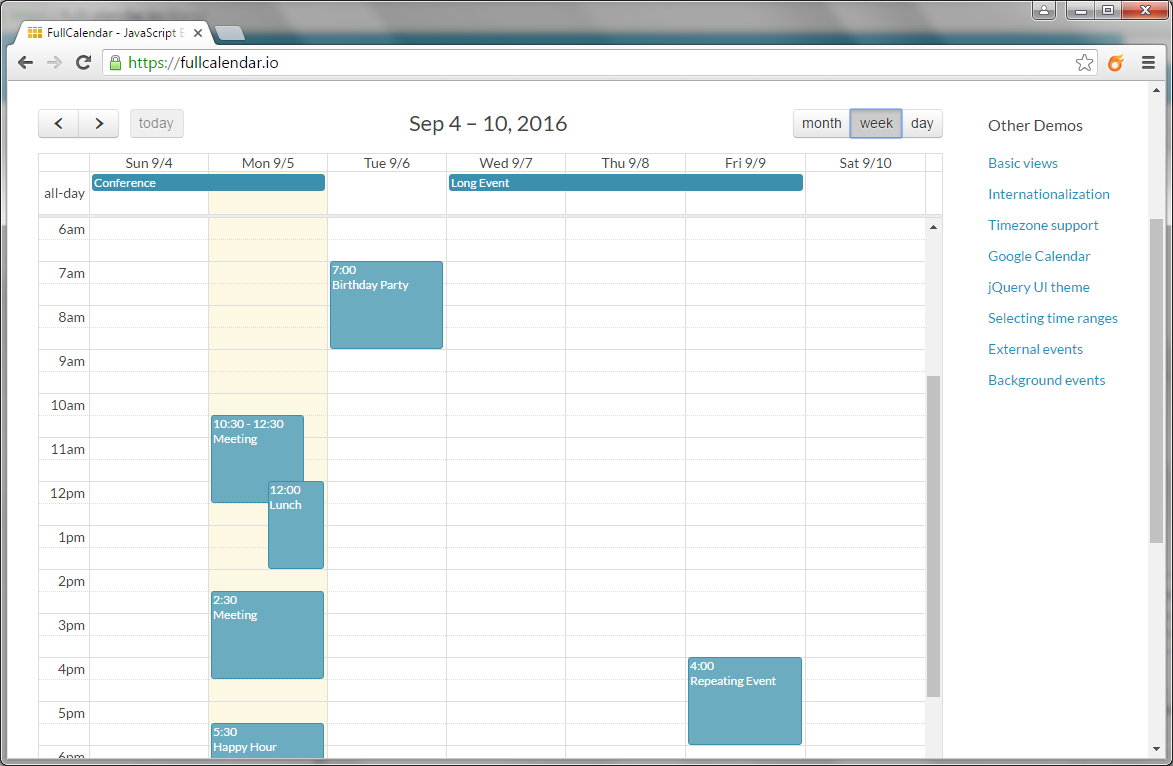 FullCalendar - JavaScript E
https://fullcalendar.io
today
Sep 4 – 10, 2016
month week day
Sun 9/4 Mon 9/5 Tue 9/6 Wed 9/7 Thu 9/8 Fri 9/9 Sat 9/10
all-day
Conference
Long Event
6am
7am
8am
9am
10am
11am
12pm
1pm
2pm
3pm
4pm
5pm
6pm
7:00
Birthday Party
10:30 - 12:30
Meeting
12:00
Lunch
2:30
Meeting
4:00
Repeating Event
5:30
Happy Hour
Other Demos
Basic views
Internationalization
Timezone support
Google Calendar
jQuery UI theme
Selecting time ranges
External events
Background events